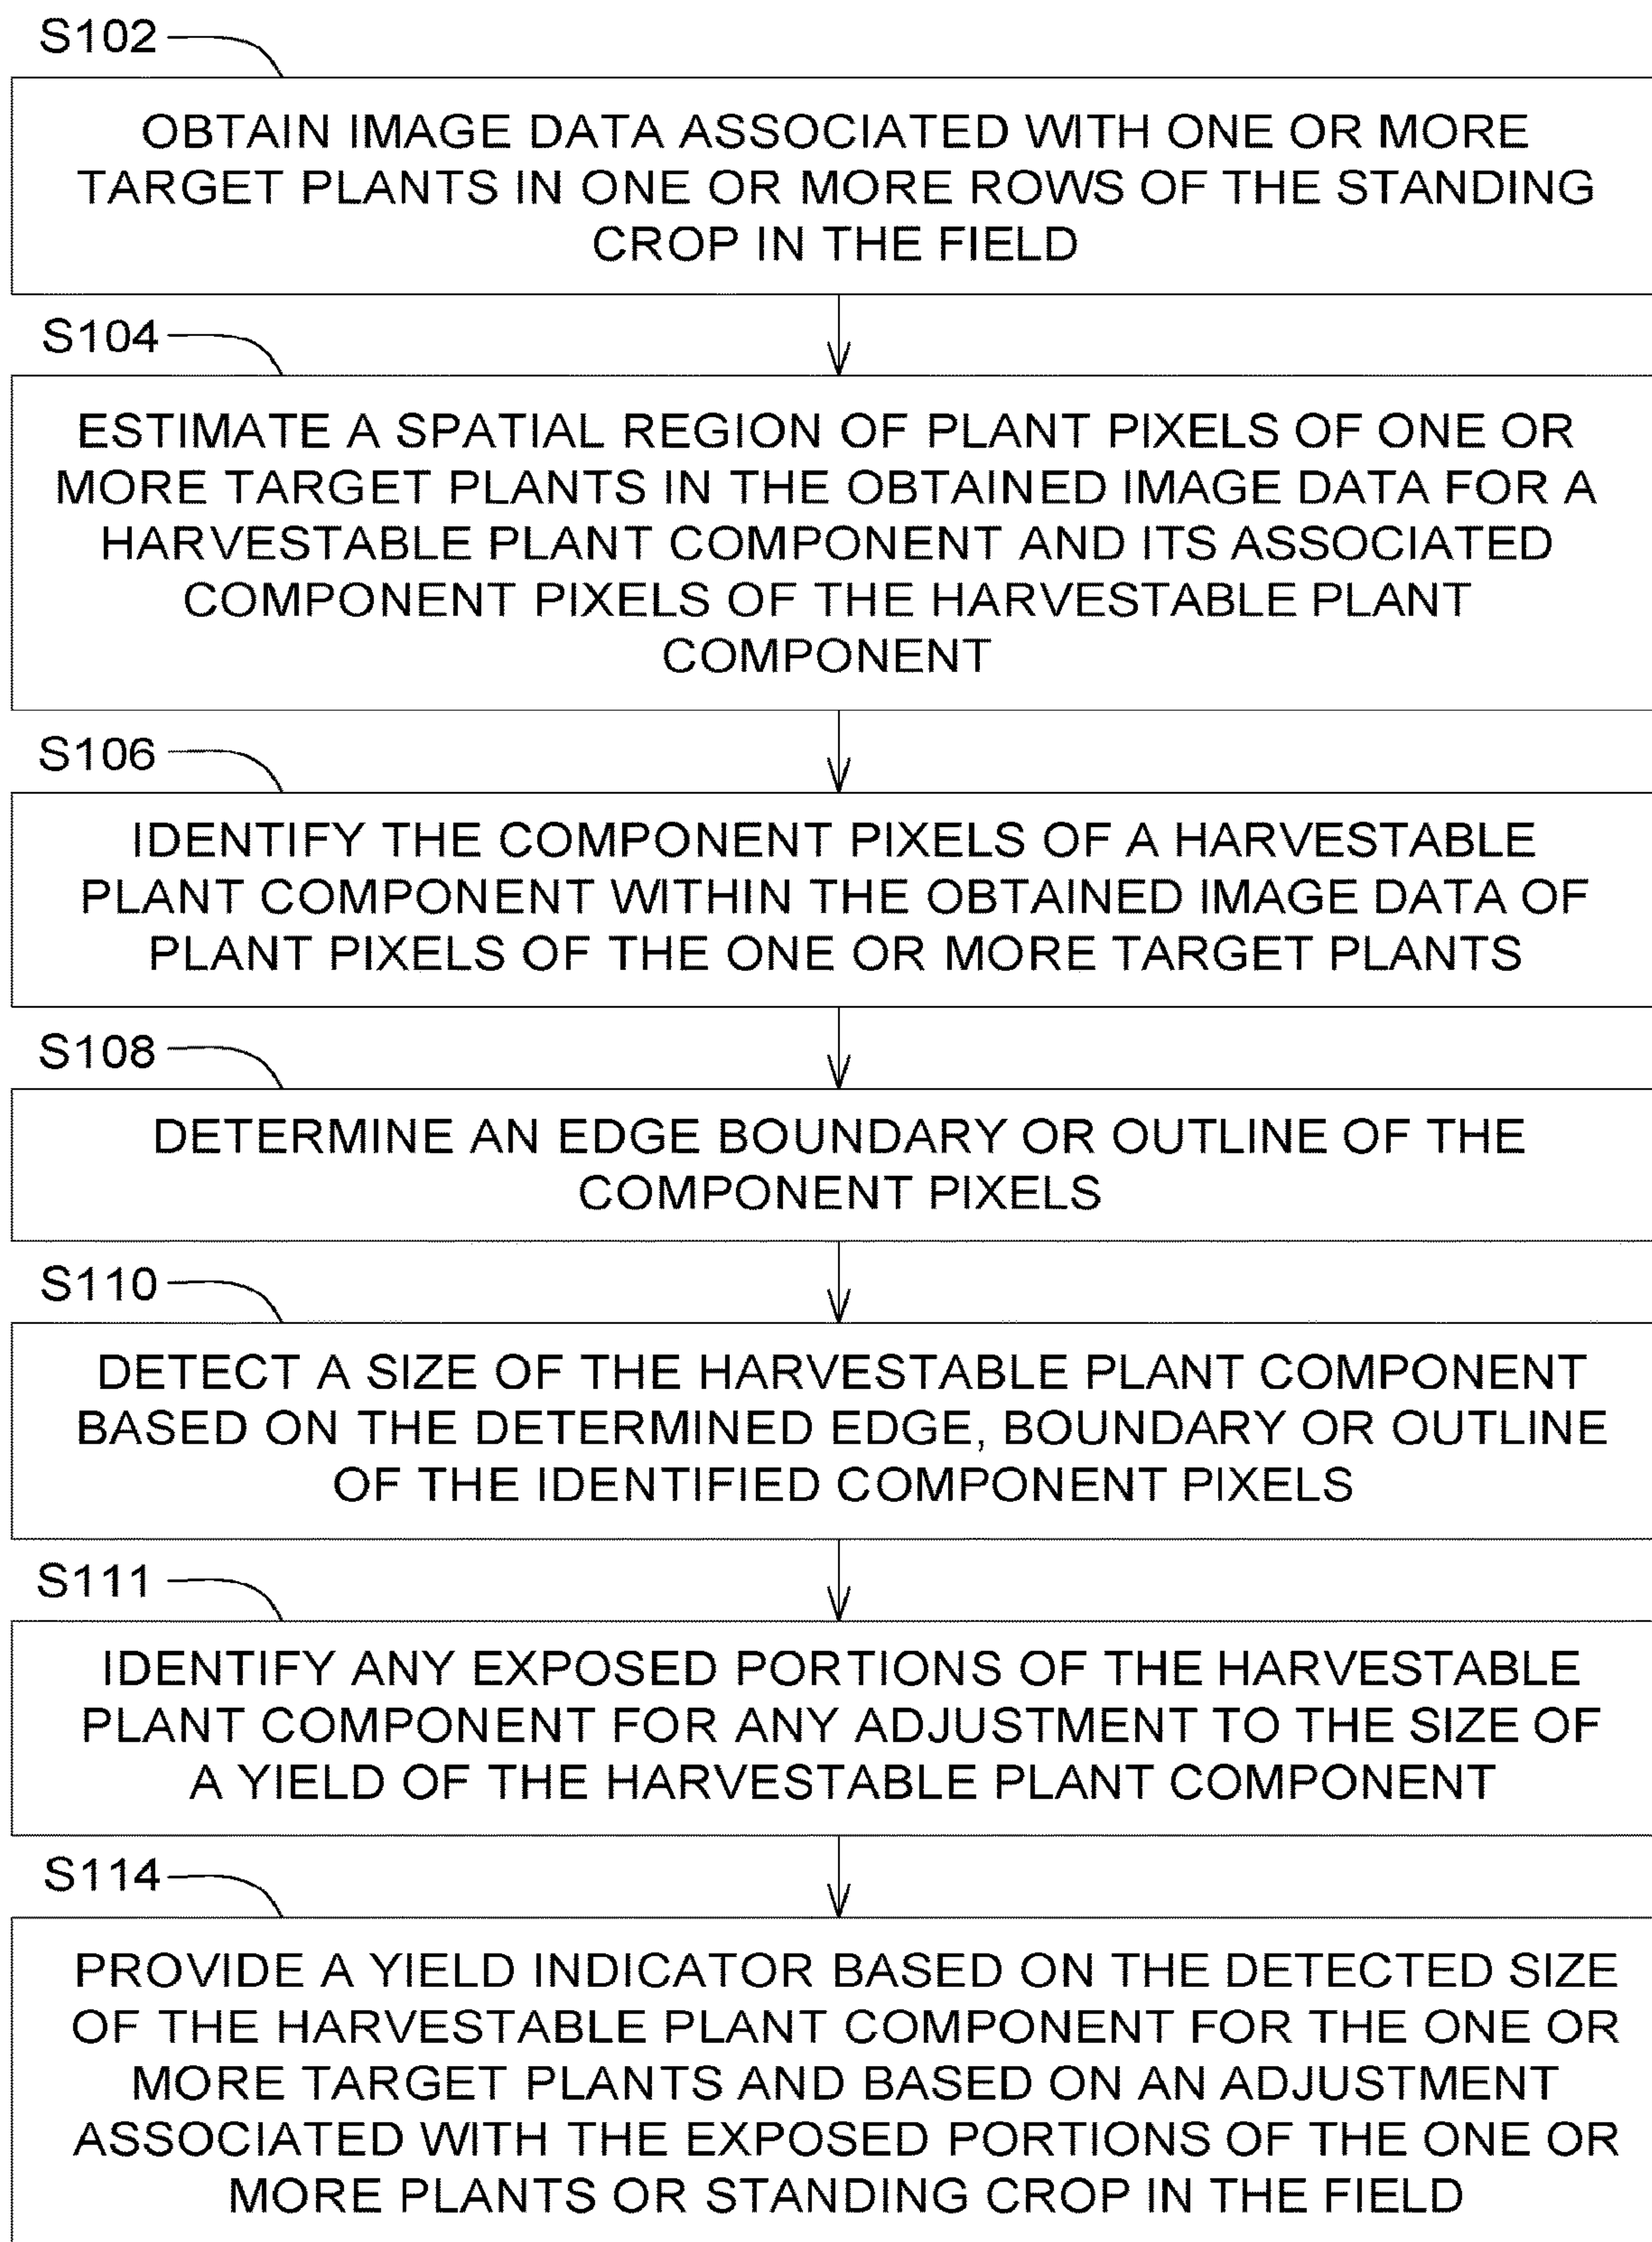 S102
OBTAIN IMAGE DATA ASSOCIATED WITH ONE OR MORE
TARGET PLANTS IN ONE OR MORE ROWS OF THE STANDING
CROP IN THE FIELD
S104
ESTIMATE A SPATIAL REGION OF PLANT PIXELS OF ONE OR
MORE TARGET PLANTS IN THE OBTAINED IMAGE DATA FOR A
HARVESTABLE PLANT COMPONENT AND ITS ASSOCIATED
COMPONENT PIXELS OF THE HARVESTABLE PLANT
COMPONENT
S106
IDENTIFY THE COMPONENT PIXELS OF A HARVESTABLE
PLANT COMPONENT WITHIN THE OBTAINED IMAGE DATA OF
PLANT PIXELS OF THE ONE OR MORE TARGET PLANTS
S108
DETERMINE AN EDGE BOUNDARY OR OUTLINE OF THE
COMPONENT PIXELS
S110
DETECT A SIZE OF THE HARVESTABLE PLANT COMPONENT
BASED ON THE DETERMINED EDGE, BOUNDARY OR OUTLINE
OF THE IDENTIFIED COMPONENT PIXELS
S111
IDENTIFY ANY EXPOSED PORTIONS OF THE HARVESTABLE
PLANT COMPONENT FOR ANY ADJUSTMENT TO THE SIZE OF
A YIELD OF THE HARVESTABLE PLANT COMPONENT
S114
PROVIDE A YIELD INDICATOR BASED ON THE DETECTED SIZE
OF THE HARVESTABLE PLANT COMPONENT FOR THE ONE OR
MORE TARGET PLANTS AND BASED ON AN ADJUSTMENT
ASSOCIATED WITH THE EXPOSED PORTIONS OF THE ONE OR
MORE PLANTS OR STANDING CROP IN THE FIELD